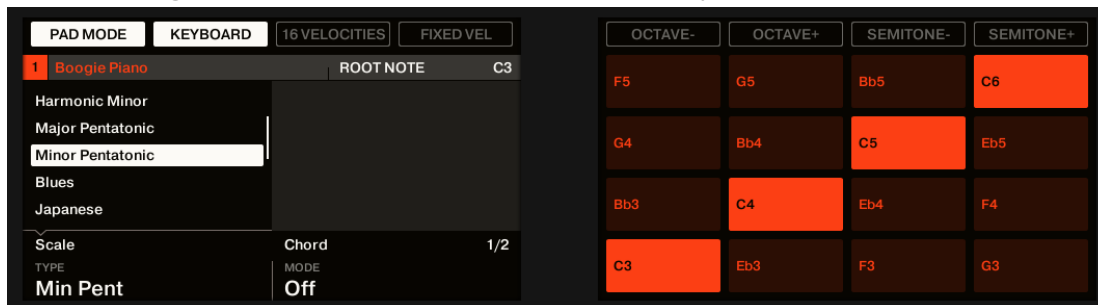 PAD MODE KEYBOARD 16 VELOCITIES FIXED VEL
1 Boogie Piano ROOT NOTE C3
Harmonic Minor
Major Pentatonic
Minor Pentatonic
Blues
Japanese
Scale Chord 1/2
TYPE MODE
Min Pent Off
OCTAVE- OCTAVE+ SEMITONE- SEMITONE+
F5 G5 Bb5 C6
G4 Bb4 C5 Eb5
Bb3 C4 Eb4 F4
C3 Eb3 F3 G3